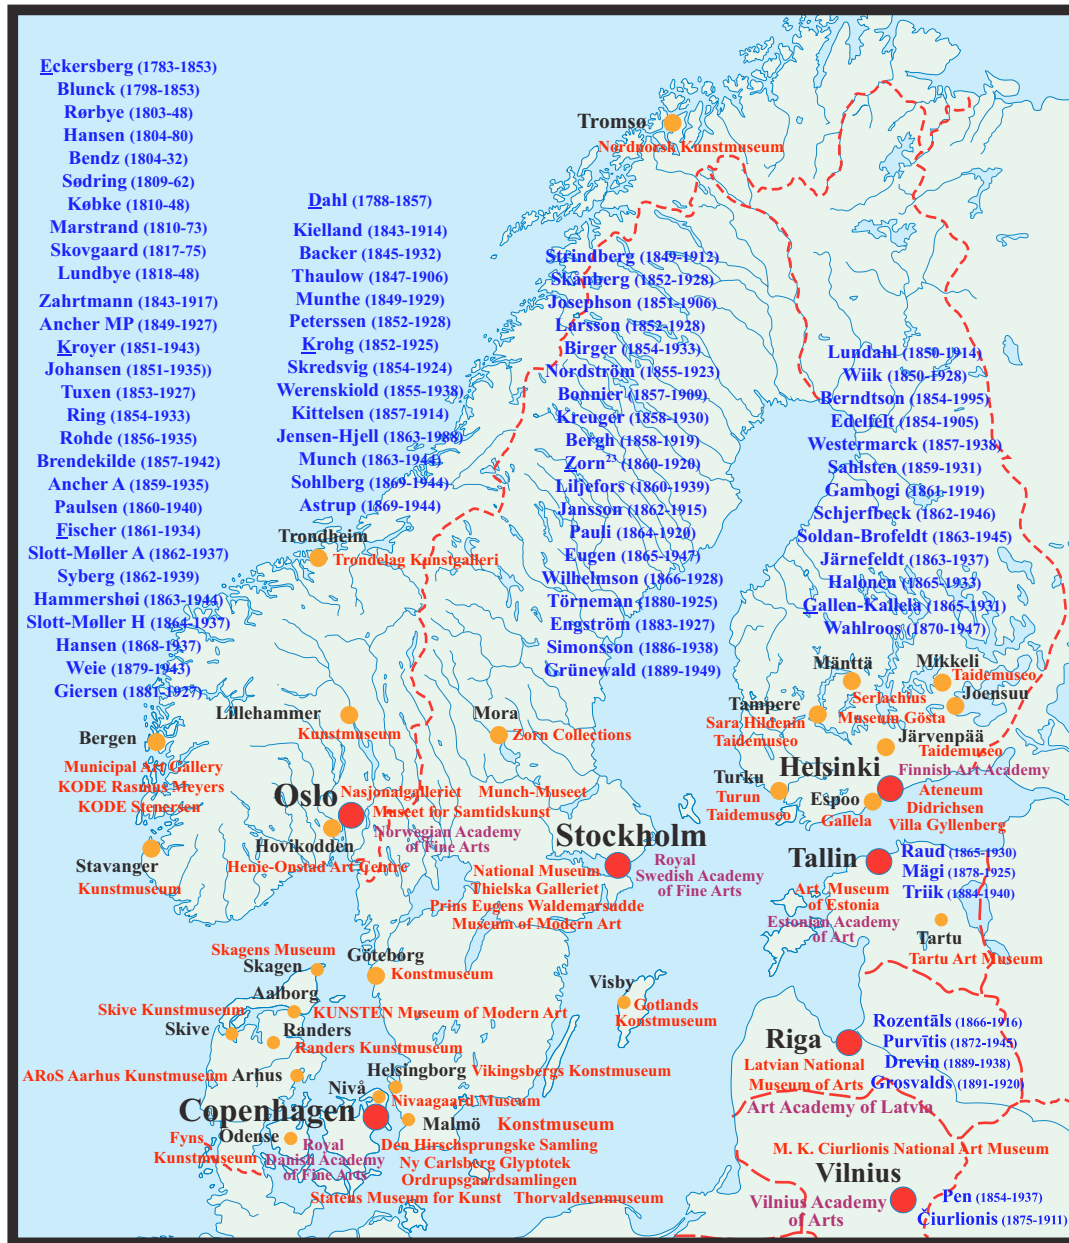 Eckersberg (1783-1853)
Blunck (1798-1853)
Rørbye (1803-48)
Hansen (1804-80)
Bendz (1804-32)
Sødring (1809-62)
Købke (1810-48)
Marstrand (1810-73)
Skovgaard (1817-75)
Lundbye (1818-48)
Zahrtmann (1843-1917)
Ancher MP (1849-1927)
Kroyer (1851-1943)
Johansen (1851-1935))
Tuxen (1853-1927)
Ring (1854-1933)
Rohde (1856-1935)
Brendekilde (1857-1942)
Ancher A (1859-1935)
Paulsen (1860-1940)
Fischer (1861-1934)
Slott-Møller A (1862-1937)
Syberg (1862-1939)
Hammershøi (1863-1944)
Slott-Møller H (1864-1937)
Hansen (1868-1937)
Weie (1879-1943)
Giersen (1881-1927)
Dahl (1788-1857)
Kielland (1843-1914)
Backer (1845-1932)
Thaulow (1847-1906)
Munthe (1849-1929)
Peterssen (1852-1928)
Krohg (1852-1925)
Skredsvig (1854-1924)
Werenskiold (1855-1938)
Kittelsen (1857-1914)
Jensen-Hjell (1863-1988)
Munch (1863-1944)
Sohlberg (1869-1944)
Astrup (1869-1944)
Strindberg (1849-1912)
Skånberg (1852-1928)
Josephson (1851-1906)
Larsson (1852-1928)
Birger (1854-1933)
Nordström (1855-1923)
Bonnier (1857-1909)
Kreuger (1858-1930)
Bergh (1858-1919)
Zorn²³ (1860-1920)
Liljefors (1860-1939)
Jansson (1862-1915)
Pauli (1864-1920)
Eugen (1865-1947)
Wilhelmson (1866-1928)
Törneman (1880-1925)
Engström (1883-1927)
Simonsson (1886-1938)
Grünewald (1889-1949)
Lundahl (1850-1914)
Wiik (1850-1928)
Berndtson (1854-1995)
Edelfelt (1854-1905)
Westermarck (1857-1938)
Sahlsten (1859-1931)
Gambogi (1861-1919)
Schjerfbeck (1862-1946)
Soldan-Brofeldt (1863-1945)
Järnefeldt (1863-1937)
Halonen (1865-1933)
Gallen-Kallela (1865-1931)
Wahlroos (1870-1947)
Tromsø
Nordnorsk Kunstmuseum
Trondheim
Trondelag Kunstgalleri
Lillehammer
Kunstmuseum
Mora
Zorn Collections
Bergen
Municipal Art Gallery
KODE Rasmus Meyers
KODE Stenersen
Oslo
Nasjonalgalleriet Munch-Museet
Museet for Samtidskunst
Norwegian Academy
of Fine Arts
Hovikodden
Henie-Onstad Art Centre
Stavanger
Kunstmuseum
Stockholm
Royal
Swedish Academy
of Fine Arts
National Museum
Thielska Galleriet
Prins Eugens Waldemarsudde
Museum of Modern Art
Mänttä
Serlachius
Museum Gösta
Mikkeli
Taidemuseo
Joensuu
Tampere
Sara Hildenin
Taidemuseo
Järvenpää
Taidemuseo
Helsinki
Finnish Art Academy
Ateneum
Didrichsen
Villa Gyllenberg
Turku
Turun
Taidemuseo
Espoo
Gallela
Tallin
Raud (1865-1930)
Mägi (1878-1925)
Triik (1884-1940)
Art Museum
of Estonia
Estonian Academy
of Art
Tartu
Tartu Art Museum
Skagens Museum
Skagen
Göteborg
Konstmuseum
Aalborg
KUNSTEN Museum of Modern Art
Skive Kunstmuseum
Skive
Randers
Randers Kunstmuseum
ARoS Aarhus Kunstmuseum
Arhus
Visby
Gotlands
Konstmuseum
Helsingborg
Vikingsbergs Konstmuseum
Nivå
Nivaagaard Museum
Copenhagen
Malmö
Konstmuseum
Fyns
Kunstmuseum
Odense
Royal
Danish Academy
of Fine Arts
Den Hirschsprungske Samling
Ny Carlsberg Glyptotek
Ordrupsgaardsamlingen
Statens Museum for Kunst Thorvaldsenmuseum
Riga
Rozentāls (1866-1916)
Purvītis (1872-1945)
Drevin (1889-1938)
Grosvalds (1891-1920)
Latvian National
Museum of Arts
Art Academy of Latvia
M. K. Ciurlionis National Art Museum
Vilnius
Vilnius Academy
of Arts
Pen (1854-1937)
Čiurlionis (1875-1911)